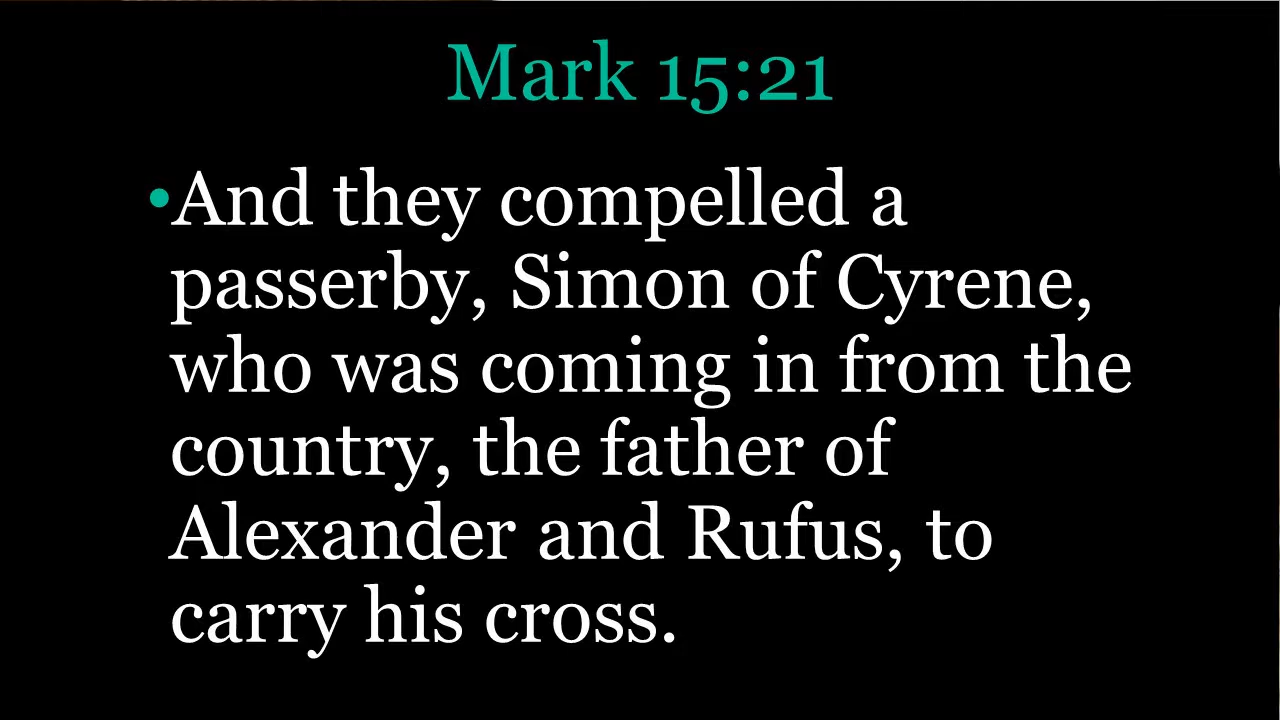 Mark 15:21
•And they compelled a
passerby, Simon of Cyrene,
who was coming in from the
country, the father of
Alexander and Rufus, to
carry his cross.